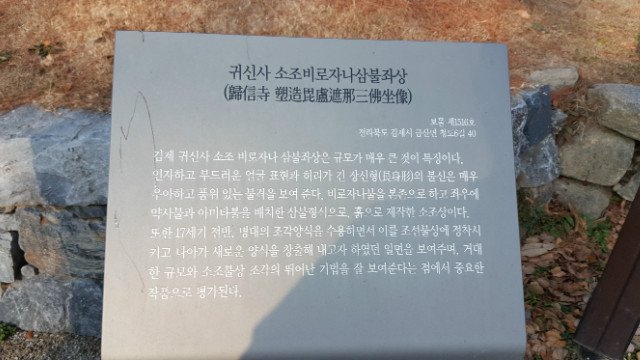 귀신사 소조비로자나삼불좌상
(歸信寺 塑造毘盧遮那三佛坐像)
보물 제1516호
전라북도 김제시 금산면 청도6길 40
김제 귀신사 소조 비로자나 삼불좌상은 규모가 매우 큰 것이 특징이다.
인자하고 부드러운 얼굴 표현과 허리가 긴 장신형(長身形)의 불신은 매우
우아하고 품위 있는 불격을 보여 준다. 비로자나불을 본존으로 하고 좌우에
약사불과 아미타불을 배치한 삼불형식으로, 흙으로 제작한 소조상이다.
또한 17세기 전반, 명대의 조각양식을 수용하면서 이를 조선불상에 정착시
키고 나아가 새로운 양식을 창출해 내고자 하였던 일면을 보여주며, 거대
한 규모와 소조불상 조각의 뛰어난 기법을 잘 보여준다는 점에서 중요한
작품으로 평가된다.